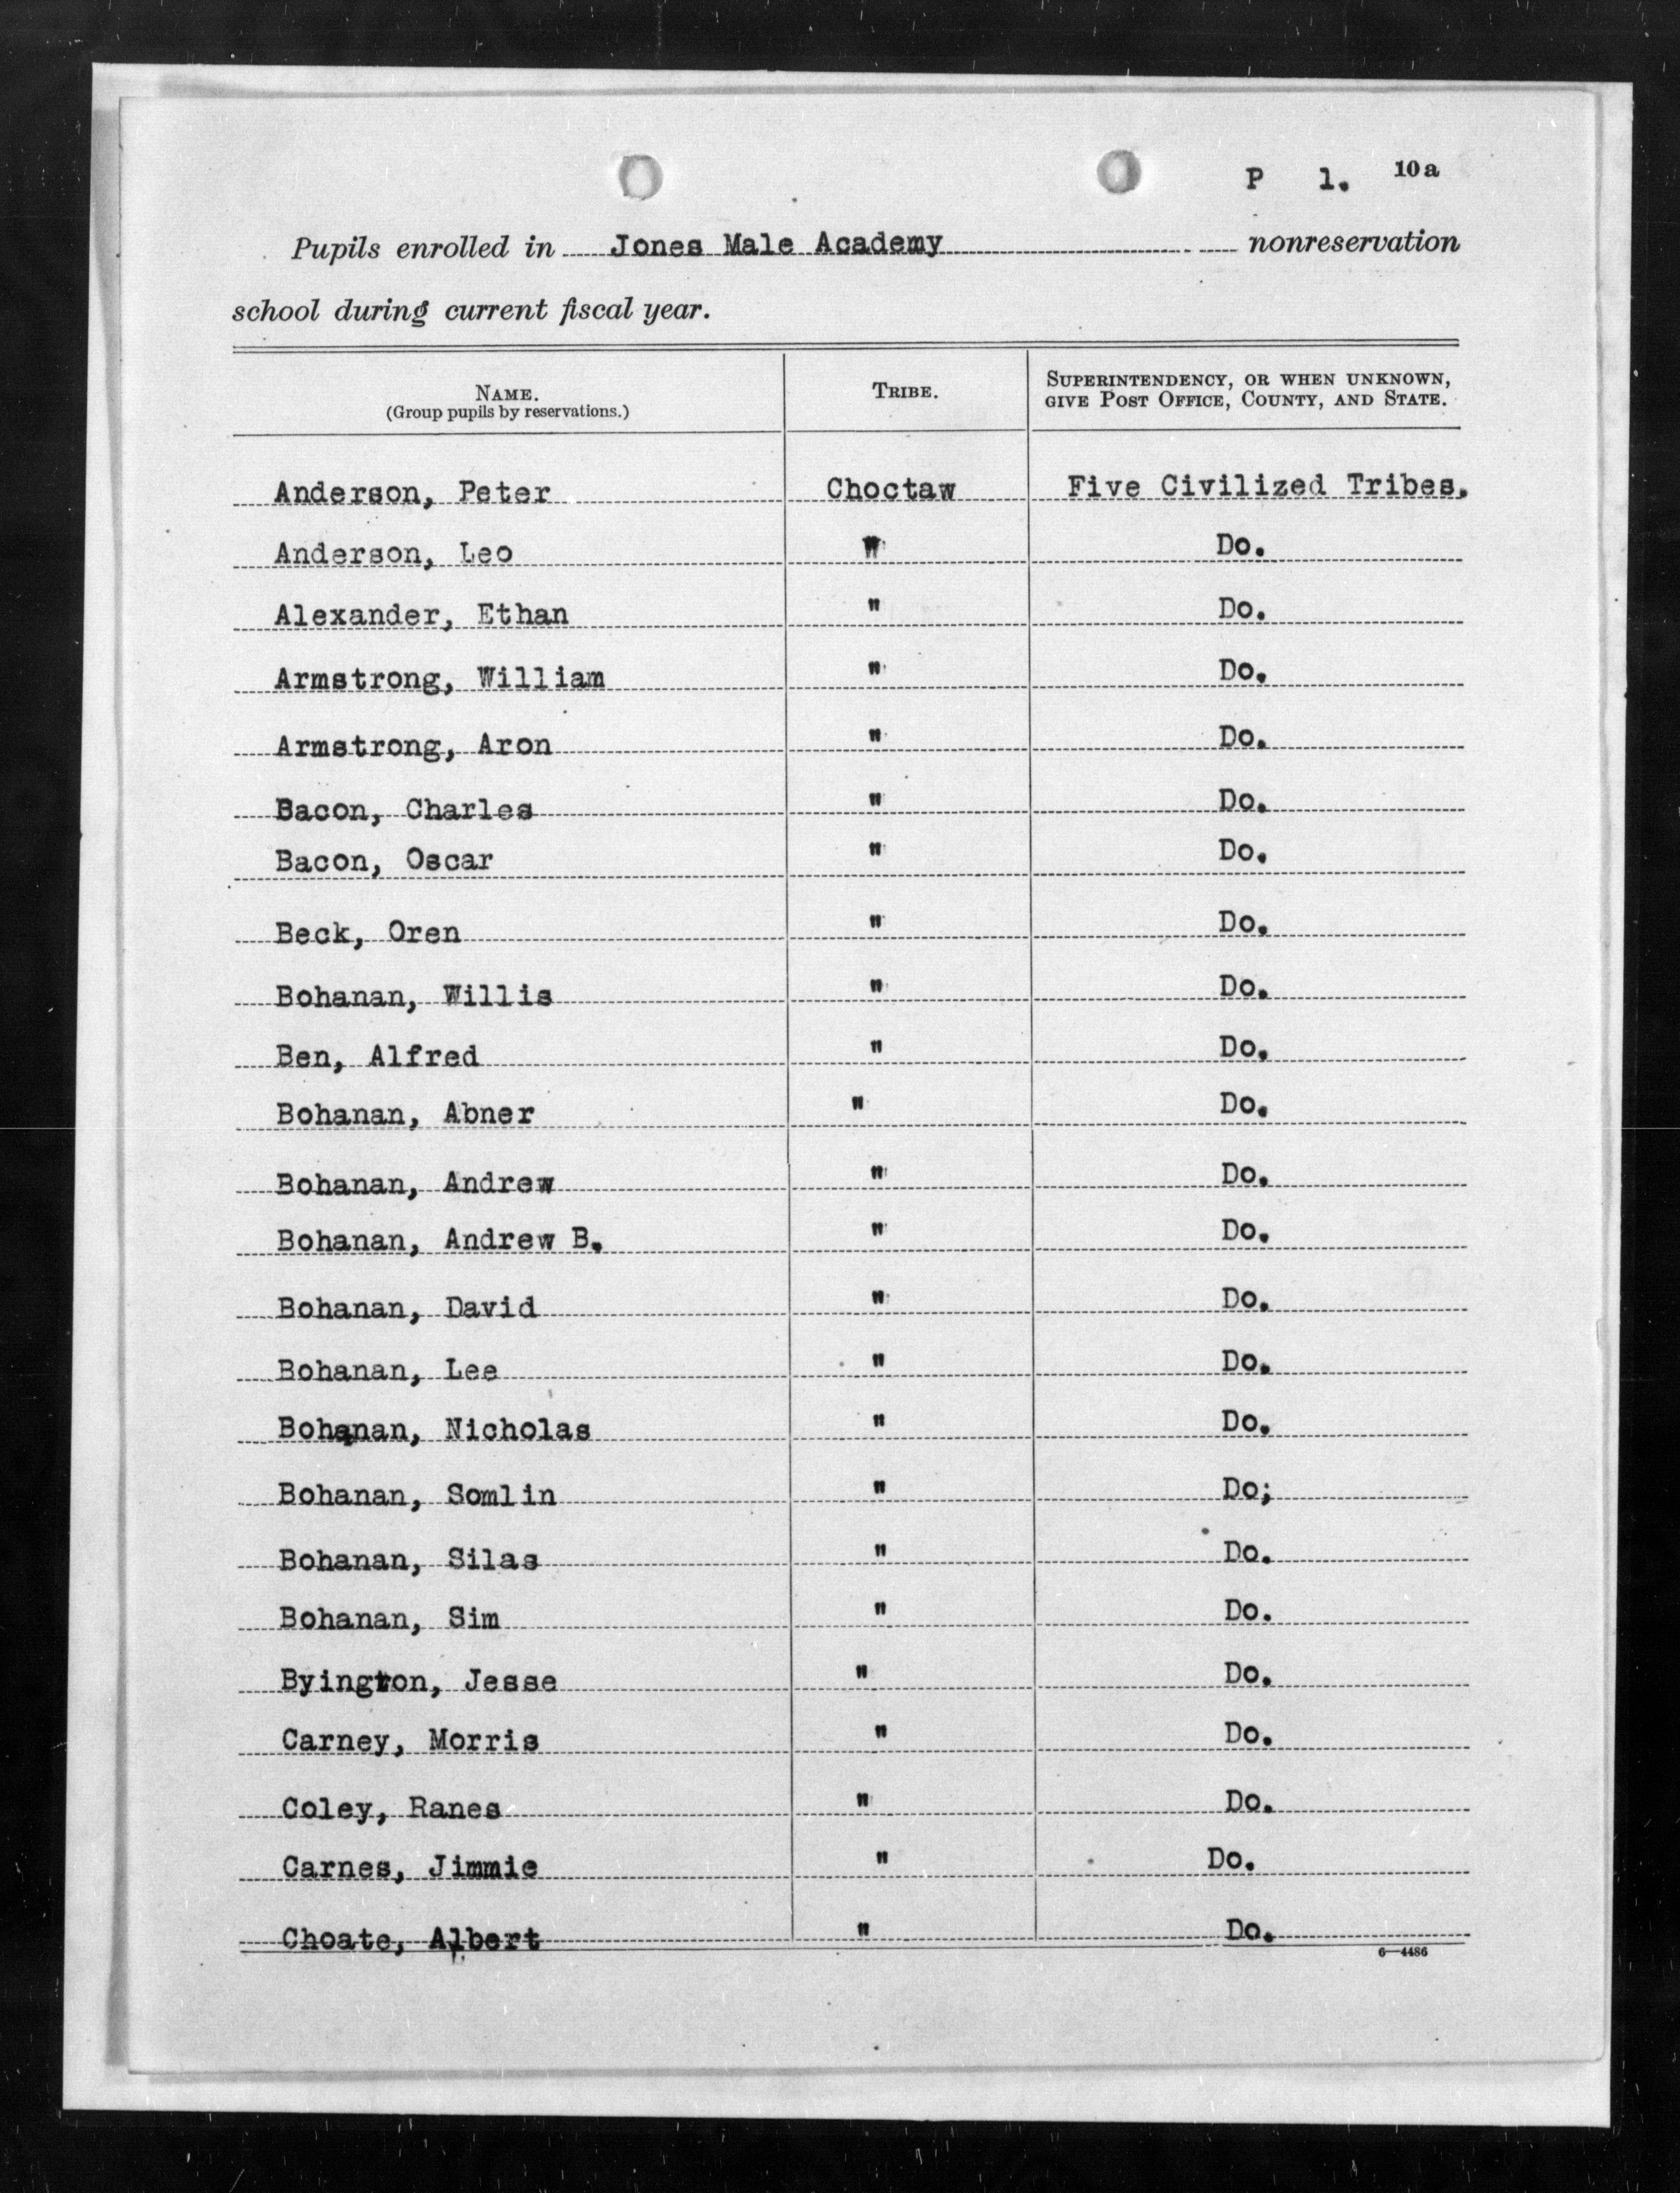 P 1. 10a
Pupils enrolled in Jones Male Academy nonreservation
school during current fiscal year.
NAME. TRIBE. SUPERINTENDENCY, OR WHEN UNKNOWN,
(Group pupils by reservations.) GIVE POST OFFICE, COUNTY, AND STATE.
Anderson, Peter Choctaw Five Civilized Tribes.
Anderson, Leo " Do.
Alexander, Ethan " Do.
Armstrong, William " Do.
Armstrong, Aron " Do.
Bacon, Charles " Do.
Bacon, Oscar " Do.
Beck, Oren " Do.
Bohanan, Willis " Do.
Ben, Alfred " Do.
Bohanan, Abner " Do.
Bohanan, Andrew " Do.
Bohanan, Andrew B. " Do.
Bohanan, David " Do.
Bohanan, Lee " Do.
Bohanan, Nicholas " Do.
Bohanan, Somlin " Do;
Bohanan, Silas " Do.
Bohanan, Sim " Do.
Byington, Jesse " Do.
Carney, Morris " Do.
Coley, Ranes " Do.
Carnes, Jimmie " Do.
Choate, Albert " Do.
6—4486